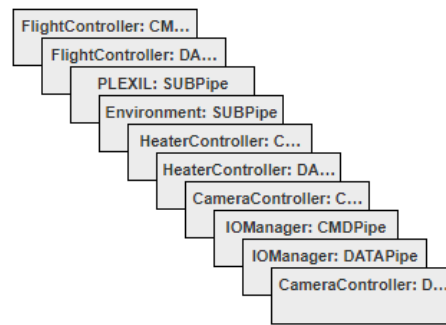 FlightController: CM...
FlightController: DA...
PLEXIL: SUBPipe
Environment: SUBPipe
HeaterController: C...
HeaterController: DA...
CameraController: C...
IOManager: CMDPipe
IOManager: DATAPipe
CameraController: D...